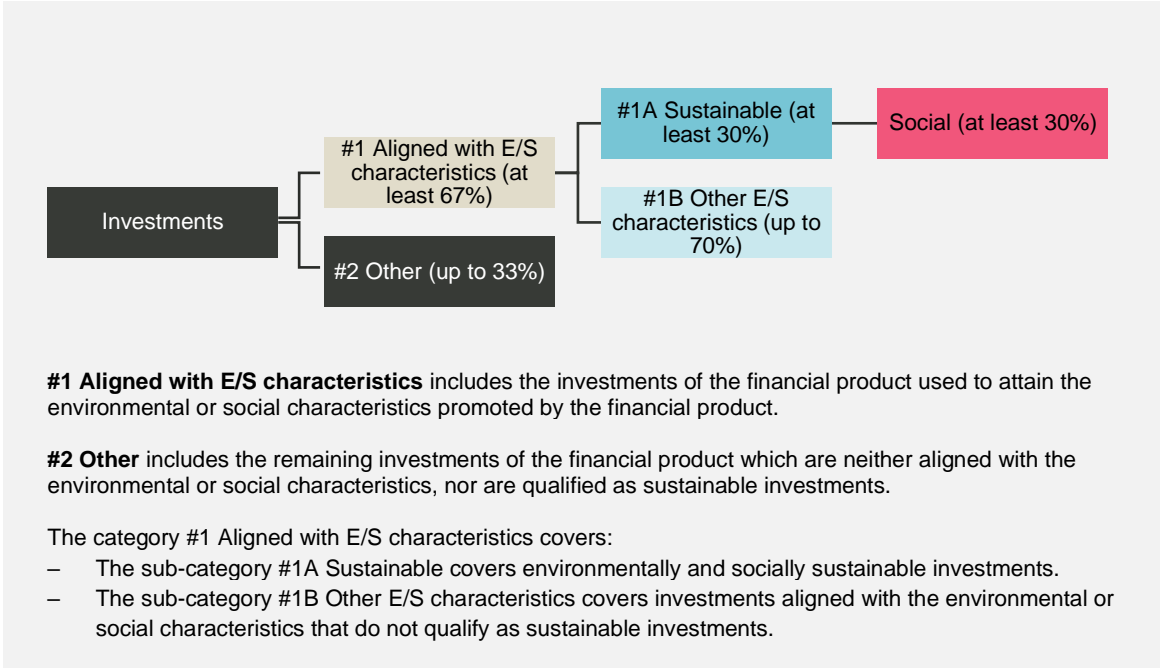 #1A Sustainable (at
least 30%)
Social (at least 30%)
#1 Aligned with E/S
characteristics (at
least 67%)
#1B Other E/S
characteristics (up to
70%)
Investments
#2 Other (up to 33%)
#1 Aligned with E/S characteristics includes the investments of the financial product used to attain the
environmental or social characteristics promoted by the financial product.
#2 Other includes the remaining investments of the financial product which are neither aligned with the
environmental or social characteristics, nor are qualified as sustainable investments.
The category #1 Aligned with E/S characteristics covers:
– The sub-category #1A Sustainable covers environmentally and socially sustainable investments.
– The sub-category #1B Other E/S characteristics covers investments aligned with the environmental or
social characteristics that do not qualify as sustainable investments.